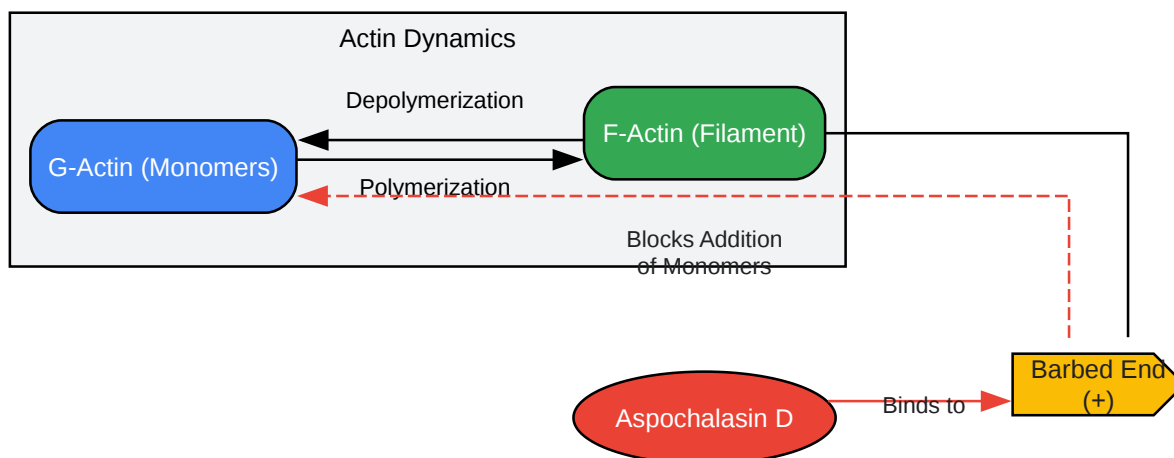 Actin Dynamics
Depolymerization
F-Actin (Filament)
G-Actin (Monomers)
Polymerization
Blocks Addition
of Monomers
Barbed End
(+)
Binds to
Aspochalasin D